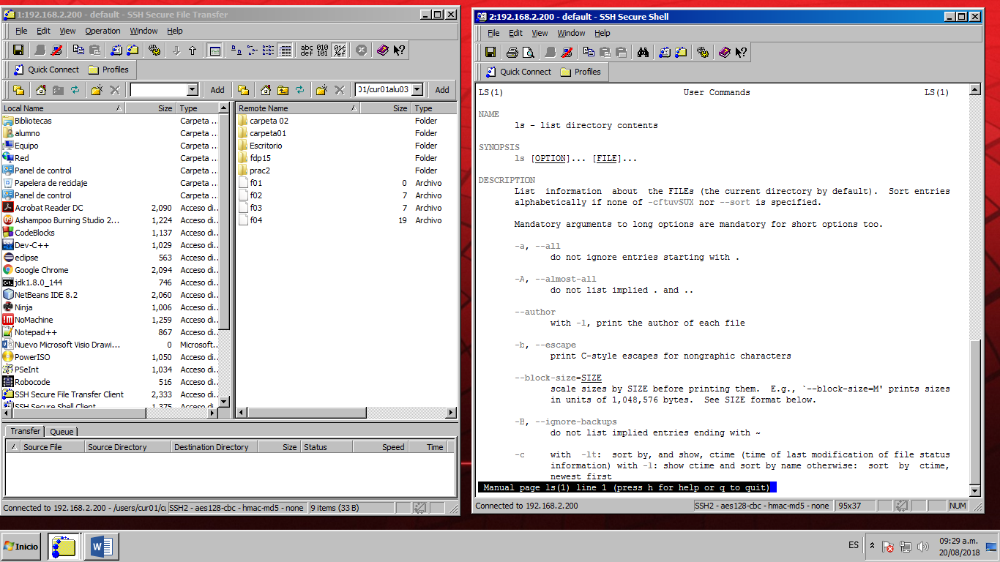 1:192.168.2.200 - default - SSH Secure File Transfer
File Edit View Operation Window Help
abc def 010 101
Quick Connect Profiles
Add 01/cur01alu03 Add
Local Name Size Type
Bibliotecas Carpeta ...
alumno Carpeta ...
Equipo Carpeta ...
Red Carpeta ...
Panel de control Carpeta ...
Papelera de reciclaje Carpeta ...
Panel de control Carpeta ...
Acrobat Reader DC 2,090 Acceso di...
Ashampoo Burning Studio 2... 1,224 Acceso di...
CodeBlocks 1,137 Acceso di...
Dev-C++ 1,029 Acceso di...
eclipse 563 Acceso di...
Google Chrome 2,094 Acceso di...
jdk1.8.0_144 746 Acceso di...
NetBeans IDE 8.2 2,060 Acceso di...
Ninja 1,006 Acceso di...
NoMachine 1,259 Acceso di...
Notepad++ 867 Acceso di...
Nuevo Microsoft Visio Drawi... 0 Microsoft...
PowerISO 1,050 Acceso di...
PSeInt 1,034 Acceso di...
Robocode 516 Acceso di...
SSH Secure File Transfer Client 2,333 Acceso di...
SSH Secure Shell Client 1,375 Acceso di...
Remote Name Size Type
carpeta 02 Folder
carpeta01 Folder
Escritorio Folder
fdp15 Folder
prac2 Folder
f01 0 Archivo
f02 7 Archivo
f03 7 Archivo
f04 19 Archivo
Transfer Queue
Source File Source Directory Destination Directory Size Status Speed Time
Connected to 192.168.2.200 - /users/cur01/cu SSH2 - aes128-cbc - hmac-md5 - none 9 items (33 B)
2:192.168.2.200 - default - SSH Secure Shell
File Edit View Window Help
Quick Connect Profiles
LS(1) User Commands LS(1)
NAME
ls - list directory contents
SYNOPSIS
ls [OPTION]... [FILE]...
DESCRIPTION
List information about the FILEs (the current directory by default). Sort entries
alphabetically if none of -cftuvSUX nor --sort is specified.
Mandatory arguments to long options are mandatory for short options too.
-a, --all
do not ignore entries starting with .
-A, --almost-all
do not list implied . and ..
--author
with -l, print the author of each file
-b, --escape
print C-style escapes for nongraphic characters
--block-size=SIZE
scale sizes by SIZE before printing them. E.g., `--block-size=M' prints sizes
in units of 1,048,576 bytes. See SIZE format below.
-B, --ignore-backups
do not list implied entries ending with ~
-c with -lt: sort by, and show, ctime (time of last modification of file status
information) with -l: show ctime and sort by name otherwise: sort by ctime,
newest first
Manual page ls(1) line 1 (press h for help or q to quit)
Connected to 192.168.2.200 SSH2 - aes128-cbc - hmac-md5 - none 95x37 NUM
Inicio
ES 09:29 a.m.
20/08/2018